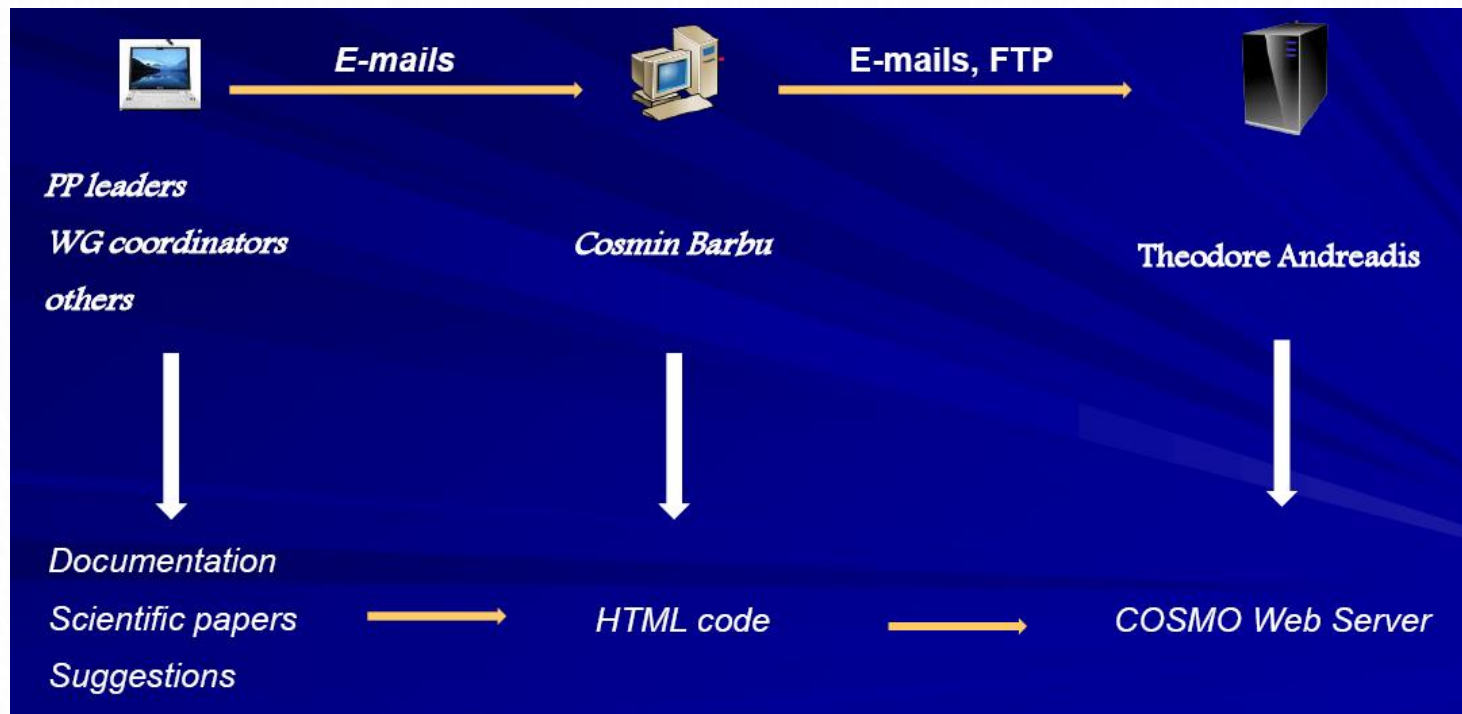 E-mails
E-mails, FTP
PP leaders
WG coordinators
others
Cosmin Barbu
Theodore Andreadis
Documentation
Scientific papers
Suggestions
HTML code
COSMO Web Server